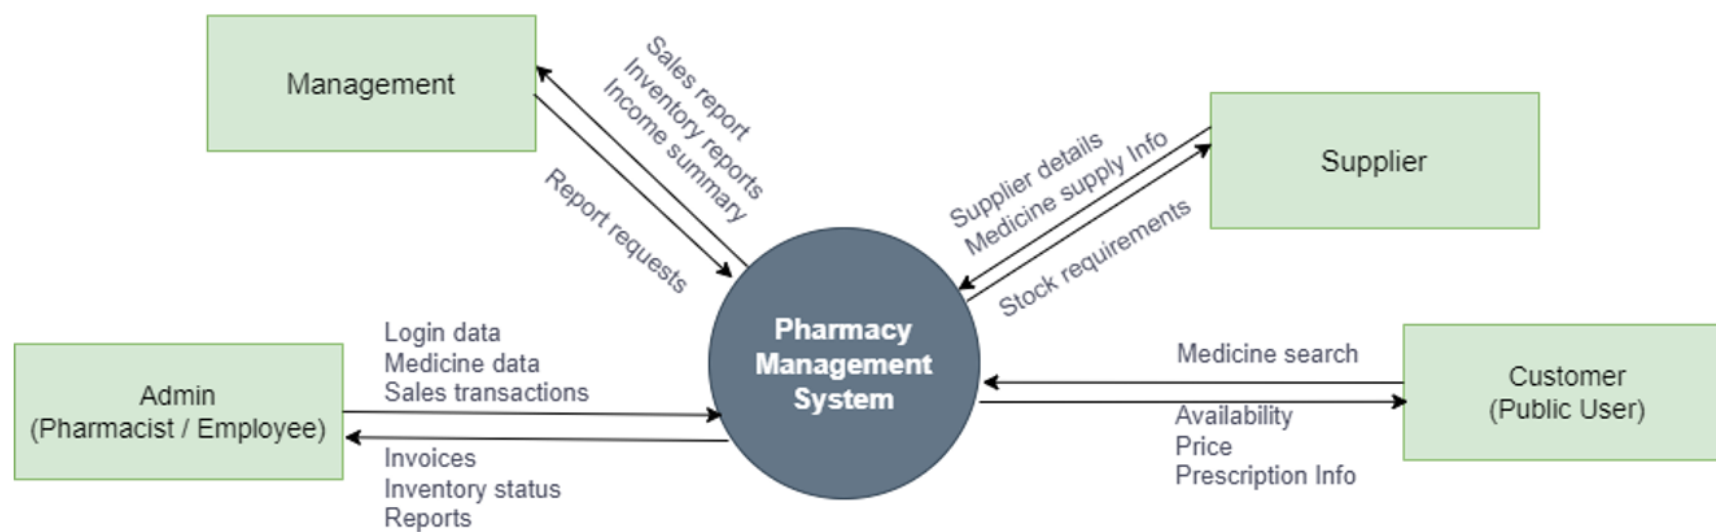 Management
Sales report
Inventory reports
Income summary
Report requests
Supplier details
Medicine supply Info
Stock requirements
Supplier
Pharmacy
Management
System
Admin
(Pharmacist / Employee)
Login data
Medicine data
Sales transactions
Invoices
Inventory status
Reports
Medicine search
Availability
Price
Prescription Info
Customer
(Public User)